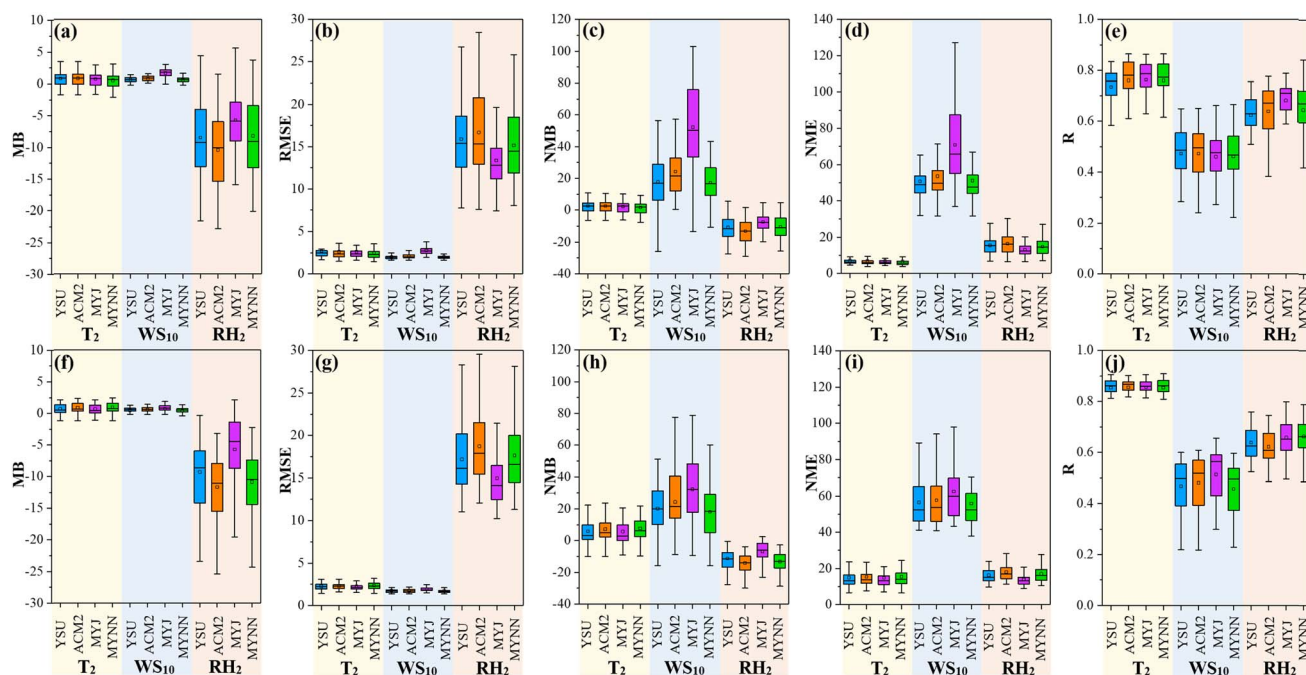 (a)
MB
10
5
0
-5
-10
-15
-20
-25
-30
YSU
ACM2
MYJ
MYNN
YSU
ACM2
MYJ
MYNN
YSU
ACM2
MYJ
MYNN
T2 WS10 RH2
(b)
RMSE
30
25
20
15
10
5
0
YSU
ACM2
MYJ
MYNN
YSU
ACM2
MYJ
MYNN
YSU
ACM2
MYJ
MYNN
T2 WS10 RH2
(c)
NMB
120
100
80
60
40
20
0
-20
-40
YSU
ACM2
MYJ
MYNN
YSU
ACM2
MYJ
MYNN
YSU
ACM2
MYJ
MYNN
T2 WS10 RH2
(d)
NME
140
120
100
80
60
40
20
0
YSU
ACM2
MYJ
MYNN
YSU
ACM2
MYJ
MYNN
YSU
ACM2
MYJ
MYNN
T2 WS10 RH2
(e)
R
1.0
0.8
0.6
0.4
0.2
0.0
YSU
ACM2
MYJ
MYNN
YSU
ACM2
MYJ
MYNN
YSU
ACM2
MYJ
MYNN
T2 WS10 RH2
(f)
MB
10
5
0
-5
-10
-15
-20
-25
-30
YSU
ACM2
MYJ
MYNN
YSU
ACM2
MYJ
MYNN
YSU
ACM2
MYJ
MYNN
T2 WS10 RH2
(g)
RMSE
30
25
20
15
10
5
0
YSU
ACM2
MYJ
MYNN
YSU
ACM2
MYJ
MYNN
YSU
ACM2
MYJ
MYNN
T2 WS10 RH2
(h)
NMB
120
100
80
60
40
20
0
-20
-40
YSU
ACM2
MYJ
MYNN
YSU
ACM2
MYJ
MYNN
YSU
ACM2
MYJ
MYNN
T2 WS10 RH2
(i)
NME
140
120
100
80
60
40
20
0
YSU
ACM2
MYJ
MYNN
YSU
ACM2
MYJ
MYNN
YSU
ACM2
MYJ
MYNN
T2 WS10 RH2
(j)
R
1.0
0.8
0.6
0.4
0.2
0.0
YSU
ACM2
MYJ
MYNN
YSU
ACM2
MYJ
MYNN
YSU
ACM2
MYJ
MYNN
T2 WS10 RH2